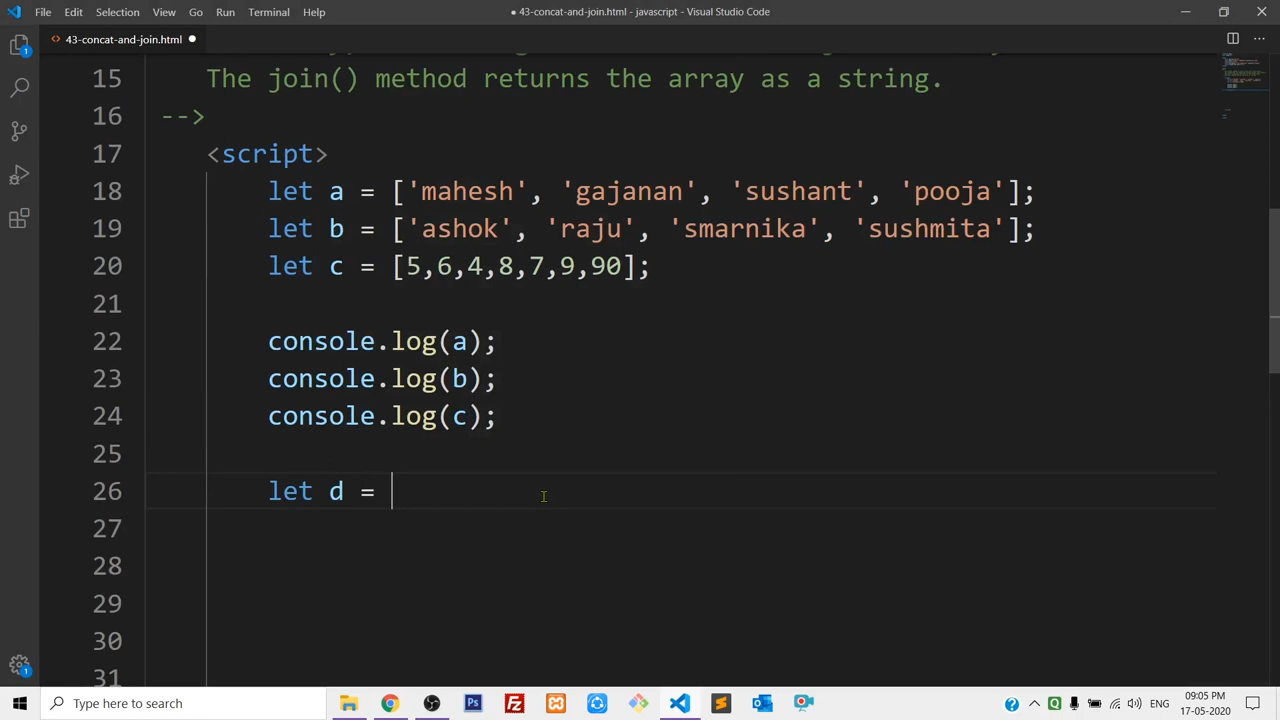 File Edit Selection View Go Run Terminal Help
● 43-concat-and-join.html - javascript - Visual Studio Code
43-concat-and-join.html ●
15 The join() method returns the array as a string.
16 -->
17 <script>
18 let a = ['mahesh', 'gajanan', 'sushant', 'pooja'];
19 let b = ['ashok', 'raju', 'smarnika', 'sushmita'];
20 let c = [5,6,4,8,7,9,90];
21
22 console.log(a);
23 console.log(b);
24 console.log(c);
25
26 let d =
27
28
29
30
31
1
1
Type here to search
Ps
Fz
ENG
09:05 PM
17-05-2020